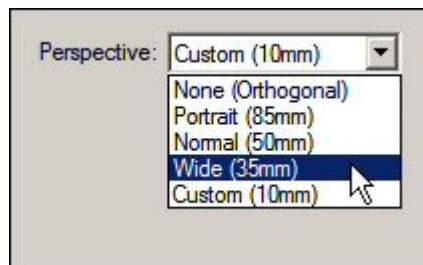 Perspective: Custom (10mm)
None (Orthogonal)
Portrait (85mm)
Normal (50mm)
Wide (35mm)
Custom (10mm)